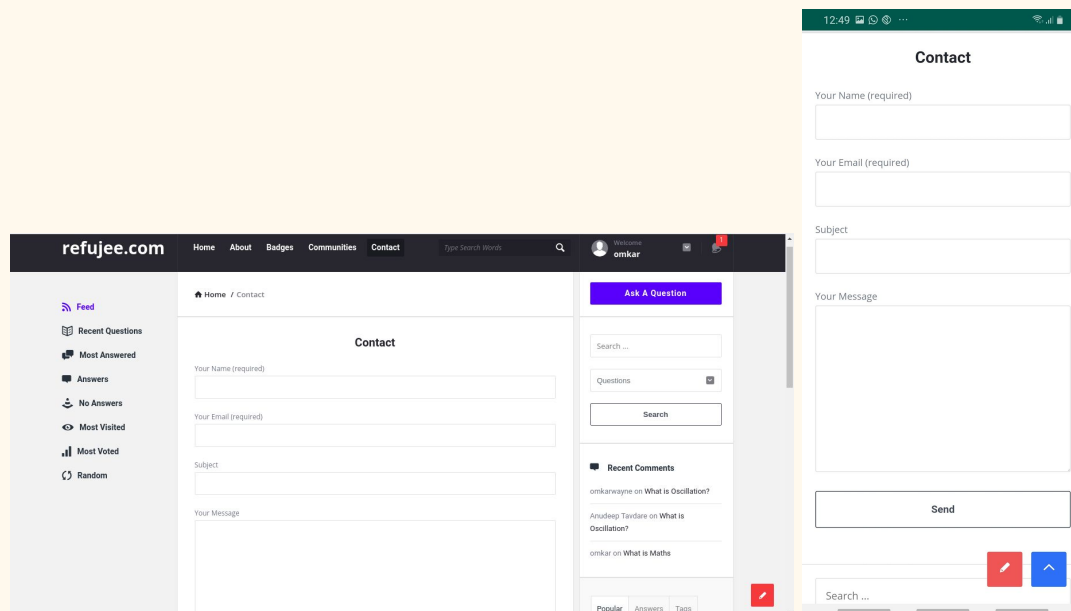 refujee.com
Home About Badges Communities Contact
Type Search Words
Welcome
omkar
1
Feed
Recent Questions
Most Answered
Answers
No Answers
Most Visited
Most Voted
Random
Home / Contact
Contact
Your Name (required)
Your Email (required)
Subject
Your Message
Ask A Question
Search ...
Questions
Search
Recent Comments
omkarwayne on What is Oscillation?
Anudeep Tavdare on What is
Oscillation?
omkar on What is Maths
Popular Answers Tags
12:49
Contact
Your Name (required)
Your Email (required)
Subject
Your Message
Send
Search ...